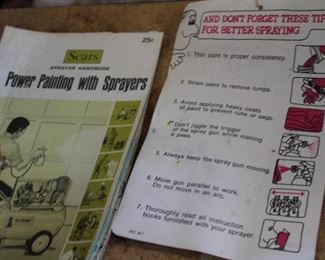 Sears
25¢
SPRAYER HANDBOOK
Power Painting with Sprayers
AND DON'T FORGET THESE TIP
FOR BETTER SPRAYING
1. Thin paint to proper consistency.
2. Strain paint to remove lumps.
3. Avoid applying heavy coats
of paint to prevent runs or sags.
4. Don't jiggle the trigger
of the spray gun while making
a pass.
5. Always keep the spray gun moving.
6. Move gun parallel to work.
Do not move in an arc.
7. Thoroughly read all instruction
books furnished with your sprayer.